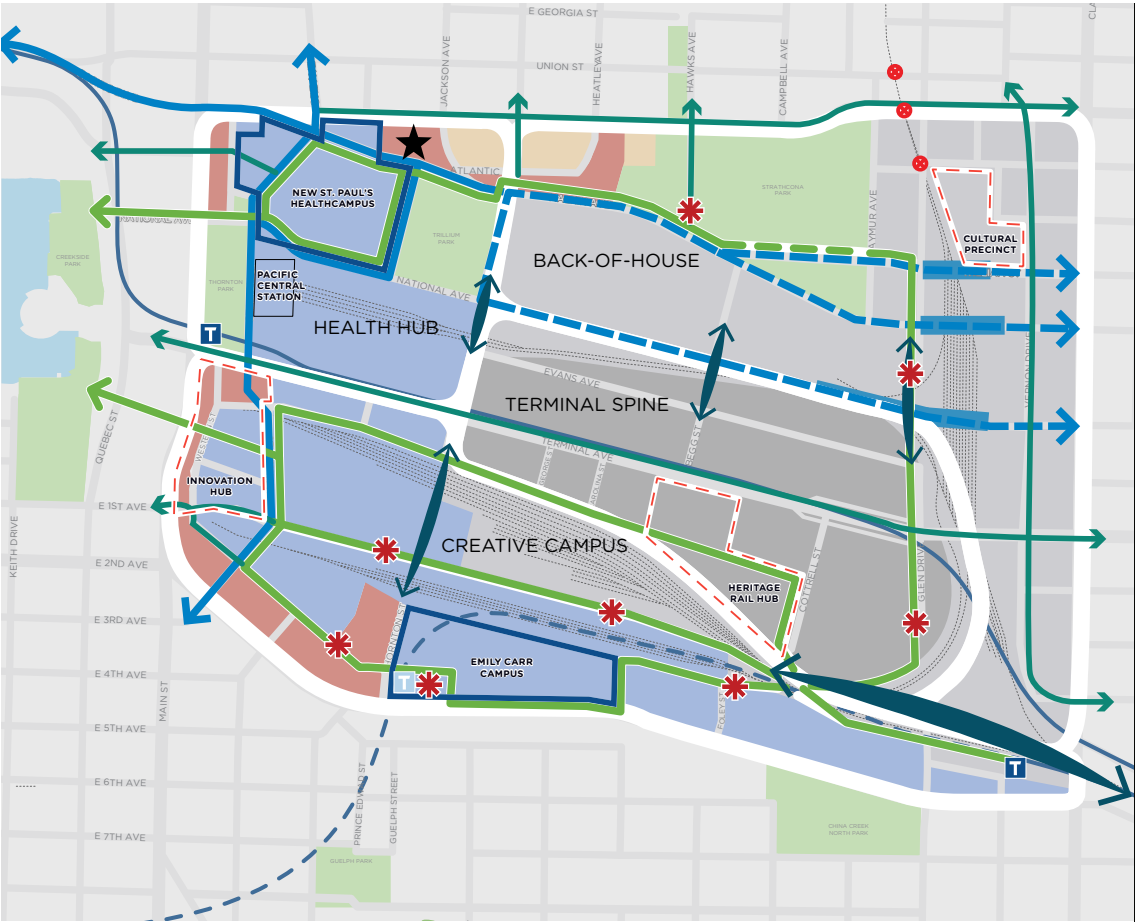 E GEORGIA ST
UNION ST
JACKSON AVE
HEATLEY AVE
HAWKS AVE
CAMPBELL AVE
CLA
ATLANTIC
NEW ST. PAUL'S
HEALTHCAMPUS
STRATHCONA
PARK
TRILLIUM
PARK
CREEKSIDE
PARK
THORNTON
PARK
CULTURAL
PRECINCT
PACIFIC
CENTRAL
STATION
NATIONAL AVE
BACK-OF-HOUSE
HEALTH HUB
T
VERNON DRIVE
EVANS AVE
TERMINAL SPINE
TERMINAL AVE
QUEBEC ST
INNOVATION
HUB
E 1ST AVE
CREATIVE CAMPUS
KEITH DRIVE
E 2ND AVE
HERITAGE
RAIL HUB
COTTRELL ST
GLEN DRIVE
E 3RD AVE
E 4TH AVE
EMILY CARR
CAMPUS
T
MAIN ST
FOLEY ST
E 5TH AVE
T
E 6TH AVE
PRINCE EDWARD ST
GUELPH STREET
E 7TH AVE
CHINA CREEK
NORTH PARK
GUELPH PARK